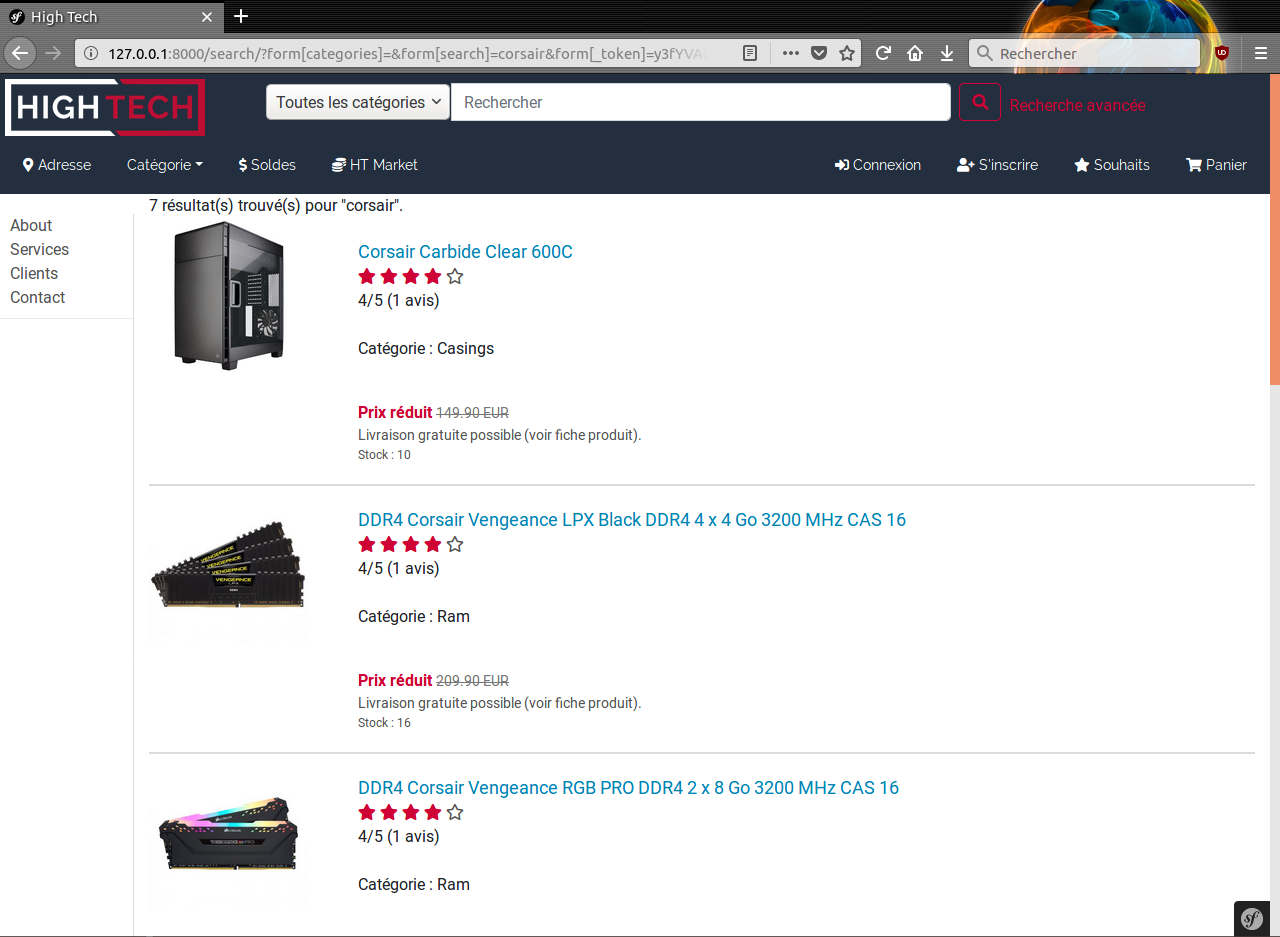 High Tech
127.0.0.1:8000/search/?form[categories]=&form[search]=corsair&form[_token]=y3fYVA
Rechercher
HIGH TECH
Toutes les catégories
Rechercher
Recherche avancée
Adresse
Catégorie
Soldes
HT Market
Connexion
S'inscrire
Souhaits
Panier
About
Services
Clients
Contact
7 résultat(s) trouvé(s) pour "corsair".
Corsair Carbide Clear 600C
4/5 (1 avis)
Catégorie : Casings
Prix réduit 149.90 EUR
Livraison gratuite possible (voir fiche produit).
Stock : 10
DDR4 Corsair Vengeance LPX Black DDR4 4 x 4 Go 3200 MHz CAS 16
4/5 (1 avis)
Catégorie : Ram
VENGEANCE
VENGEANCE
VENGEANCE
VENGEANCE
Prix réduit 209.90 EUR
Livraison gratuite possible (voir fiche produit).
Stock : 16
DDR4 Corsair Vengeance RGB PRO DDR4 2 x 8 Go 3200 MHz CAS 16
4/5 (1 avis)
Catégorie : Ram